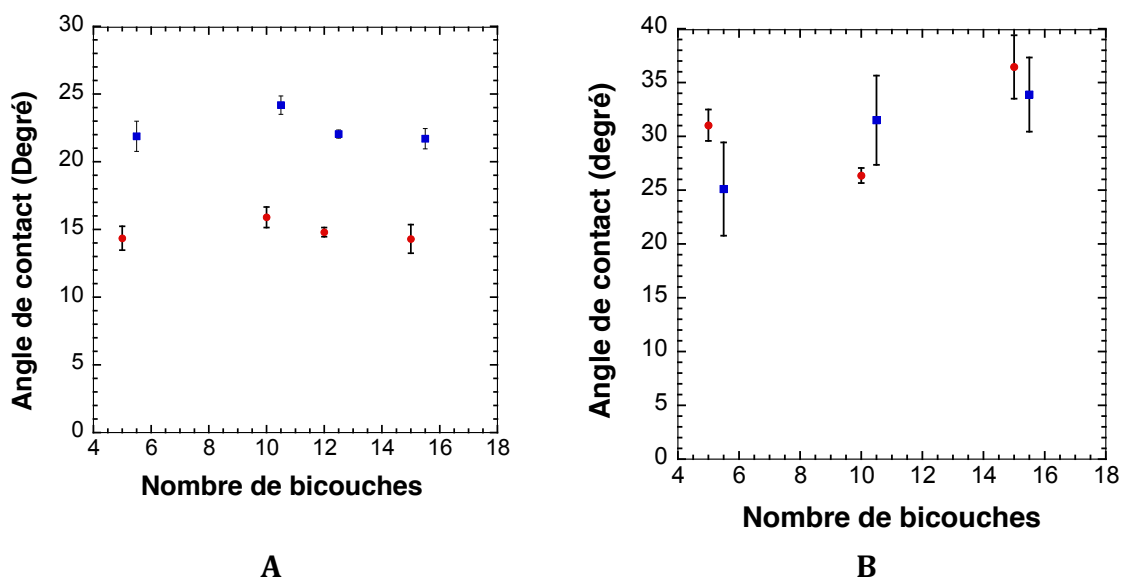 30
25
20
15
10
5
0
4 6 8 10 12 14 16 18
Angle de contact (Degré)
Nombre de bicouches
A
40
35
30
25
20
15
10
5
0
4 6 8 10 12 14 16 18
Angle de contact (degré)
Nombre de bicouches
B